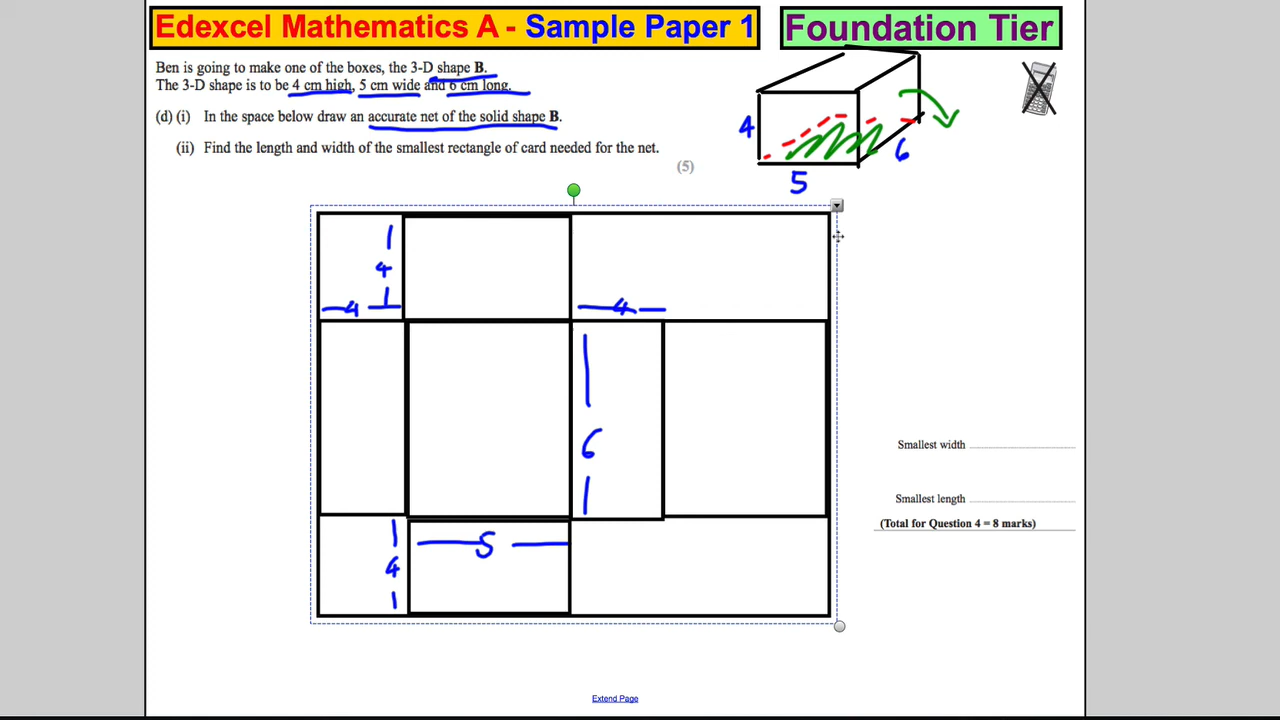 Edexcel Mathematics A - Sample Paper 1
Foundation Tier
Ben is going to make one of the boxes, the 3-D shape B.
The 3-D shape is to be 4 cm high, 5 cm wide and 6 cm long.
(d) (i) In the space below draw an accurate net of the solid shape B.
(ii) Find the length and width of the smallest rectangle of card needed for the net.
(5)
4
5
6
4
4
4
6
5
4
Smallest width
Smallest length
(Total for Question 4 = 8 marks)
Extend Page